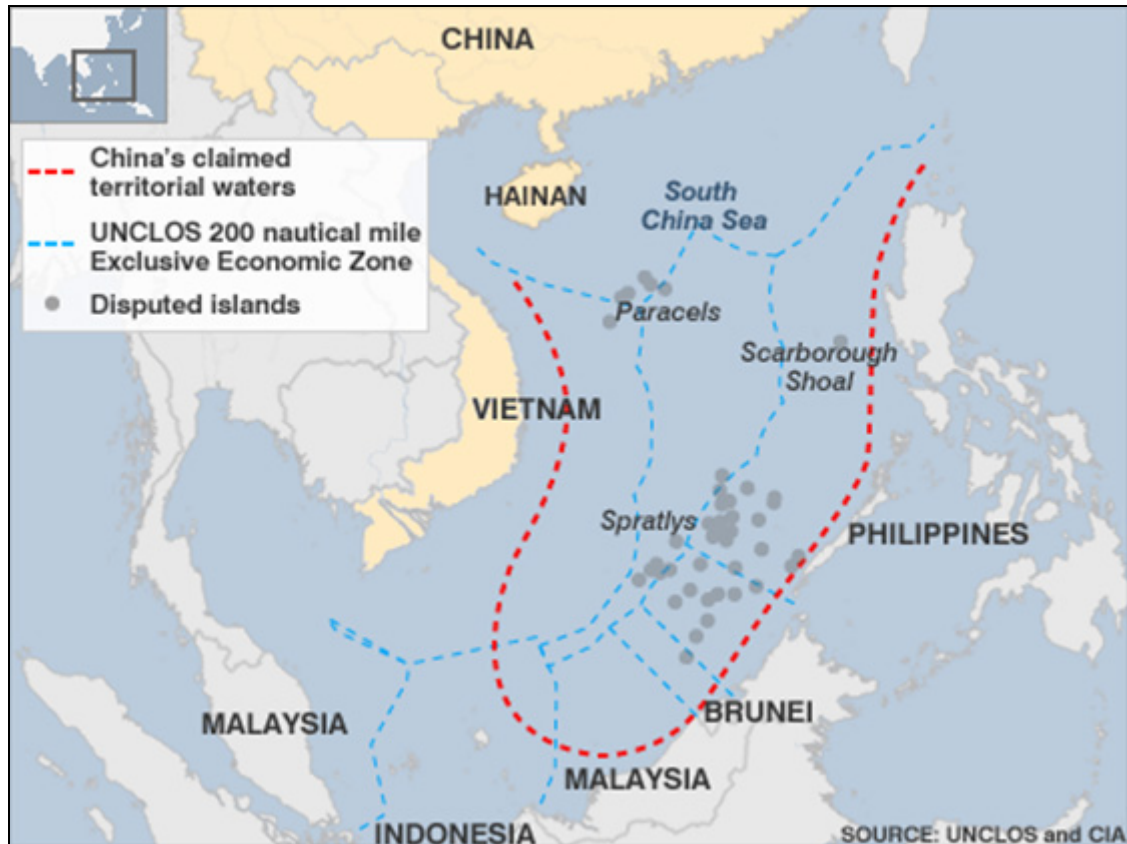 CHINA
China's claimed
territorial waters
UNCLOS 200 nautical mile
Exclusive Economic Zone
Disputed islands
HAINAN
South
China Sea
Paracels
Scarborough
Shoal
VIETNAM
Spratlys
PHILIPPINES
MALAYSIA
BRUNEI
MALAYSIA
INDONESIA
SOURCE: UNCLOS and CIA